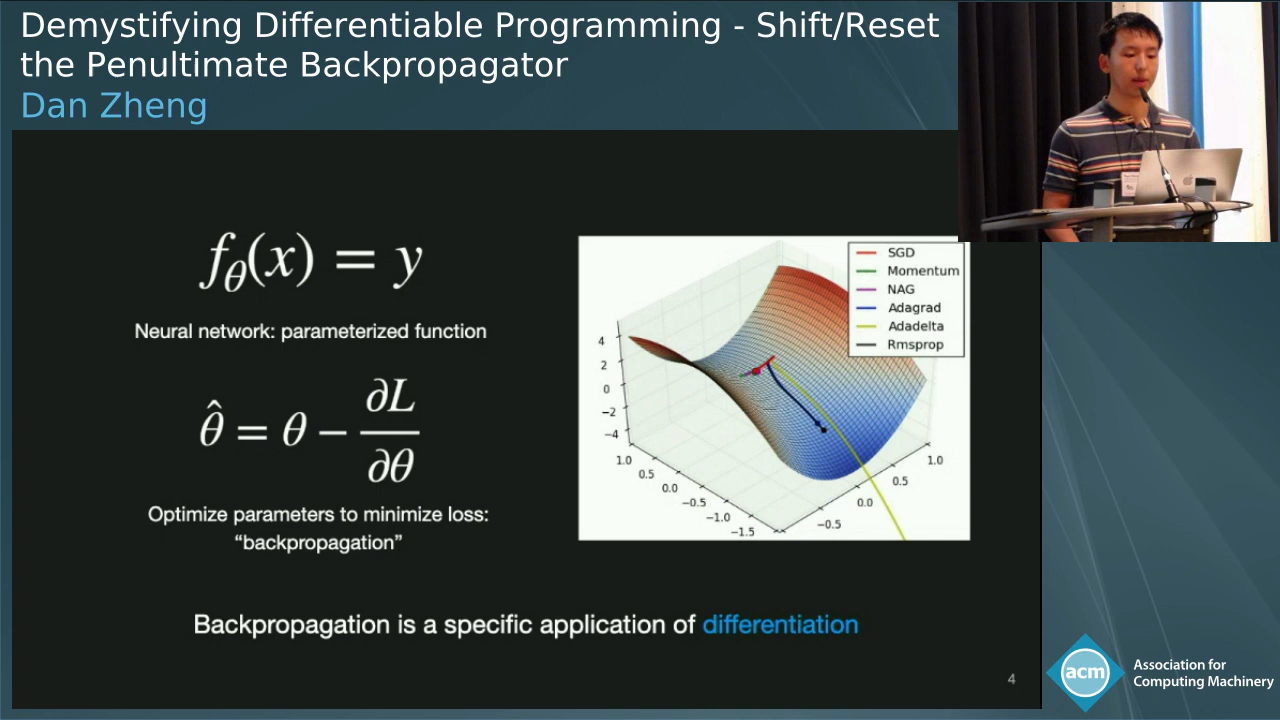 Demystifying Differentiable Programming - Shift/Reset
the Penultimate Backpropagator
Dan Zheng
fθ(x) = y
Neural network: parameterized function
θ̂ = θ − ∂L/∂θ
Optimize parameters to minimize loss:
“backpropagation”
SGD
Momentum
NAG
Adagrad
Adadelta
Rmsprop
4
2
0
−2
−4
1.0
0.5
0.0
−0.5
−1.0
−1.5
−0.5
0.0
0.5
1.0
Backpropagation is a specific application of differentiation
4
acm
Association for
Computing Machinery